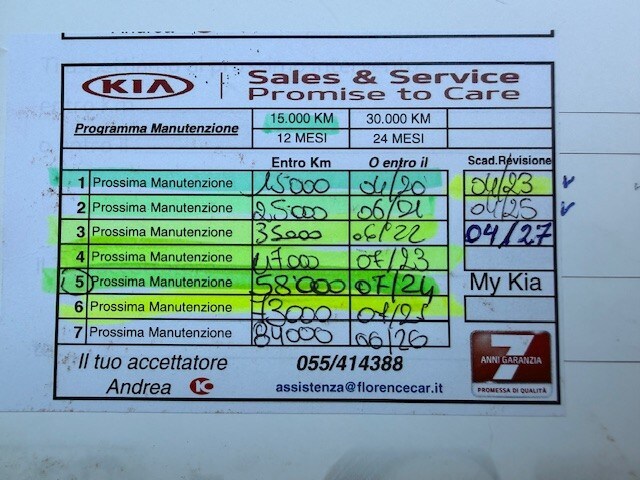 KIA Sales & Service
Promise to Care
Programma Manutenzione 15.000 KM 30.000 KM
12 MESI 24 MESI
Entro Km O entro il Scad.Revisione
1 Prossima Manutenzione 15000 04/20 04/23
2 Prossima Manutenzione 25000 06/21 04/25
3 Prossima Manutenzione 35000 06/22 04/27
4 Prossima Manutenzione 47000 07/23
5 Prossima Manutenzione 58000 07/24 My Kia
6 Prossima Manutenzione 73000 07/25
7 Prossima Manutenzione 84000 06/26
7 ANNI GARANZIA
PROMESSA DI QUALITÀ
Il tuo accettatore 055/414388
Andrea K assistenza@florencecar.it